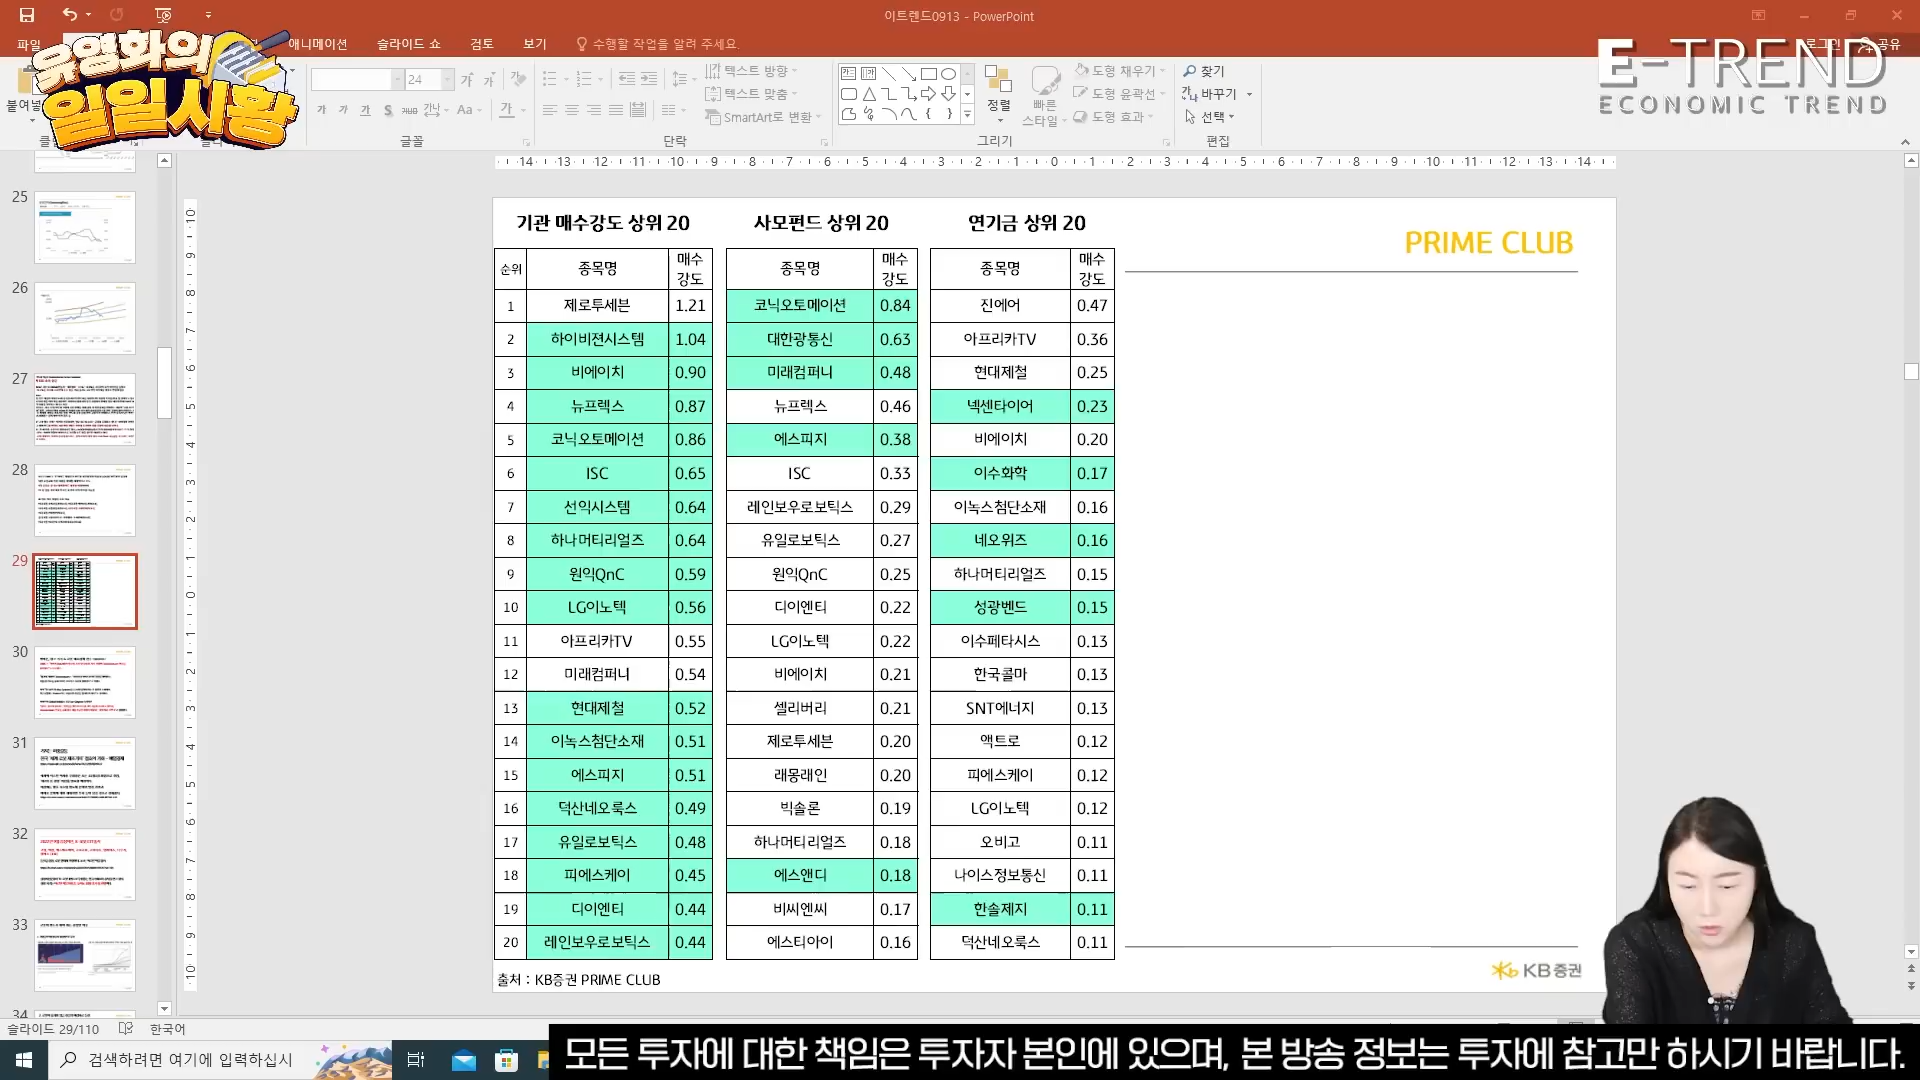 이트렌드0913 - PowerPoint
파일 애니메이션 슬라이드 쇼 검토 보기 수행할 작업을 알려 주세요. 로그인 공유
유영화의
일일시황
E-TREND
ECONOMIC TREND
24
텍스트 방향
텍스트 맞춤
SmartArt로 변환
정렬
빠른
스타일
도형 채우기
도형 윤곽선
도형 효과
찾기
바꾸기
선택
글꼴 단락 그리기 편집
25
26
27
28
29
30
31
32
33
34
기관 매수강도 상위 20 사모펀드 상위 20 연기금 상위 20
PRIME CLUB
순위 종목명 매수강도 종목명 매수강도 종목명 매수강도
1 제로투세븐 1.21 코닉오토메이션 0.84 진에어 0.47
2 하이비젼시스템 1.04 대한광통신 0.63 아프리카TV 0.36
3 비에이치 0.90 미래컴퍼니 0.48 현대제철 0.25
4 뉴프렉스 0.87 뉴프렉스 0.46 넥센타이어 0.23
5 코닉오토메이션 0.86 에스피지 0.38 비에이치 0.20
6 ISC 0.65 ISC 0.33 이수화학 0.17
7 선익시스템 0.64 레인보우로보틱스 0.29 이녹스첨단소재 0.16
8 하나머티리얼즈 0.64 유일로보틱스 0.27 네오위즈 0.16
9 원익QnC 0.59 원익QnC 0.25 하나머티리얼즈 0.15
10 LG이노텍 0.56 디이엔티 0.22 성광벤드 0.15
11 아프리카TV 0.55 LG이노텍 0.22 이수페타시스 0.13
12 미래컴퍼니 0.54 비에이치 0.21 한국콜마 0.13
13 현대제철 0.52 셀리버리 0.21 SNT에너지 0.13
14 이녹스첨단소재 0.51 제로투세븐 0.20 액트로 0.12
15 에스피지 0.51 래몽래인 0.20 피에스케이 0.12
16 덕산네오룩스 0.49 빅솔론 0.19 LG이노텍 0.12
17 유일로보틱스 0.48 하나머티리얼즈 0.18 오비고 0.11
18 피에스케이 0.45 에스앤디 0.18 나이스정보통신 0.11
19 디이엔티 0.44 비씨엔씨 0.17 한솔제지 0.11
20 레인보우로보틱스 0.44 에스티아이 0.16 덕산네오룩스 0.11
출처 : KB증권 PRIME CLUB
KB증권
슬라이드 29/110 한국어
검색하려면 여기에 입력하십시
모든 투자에 대한 책임은 투자자 본인에 있으며, 본 방송 정보는 투자에 참고만 하시기 바랍니다.